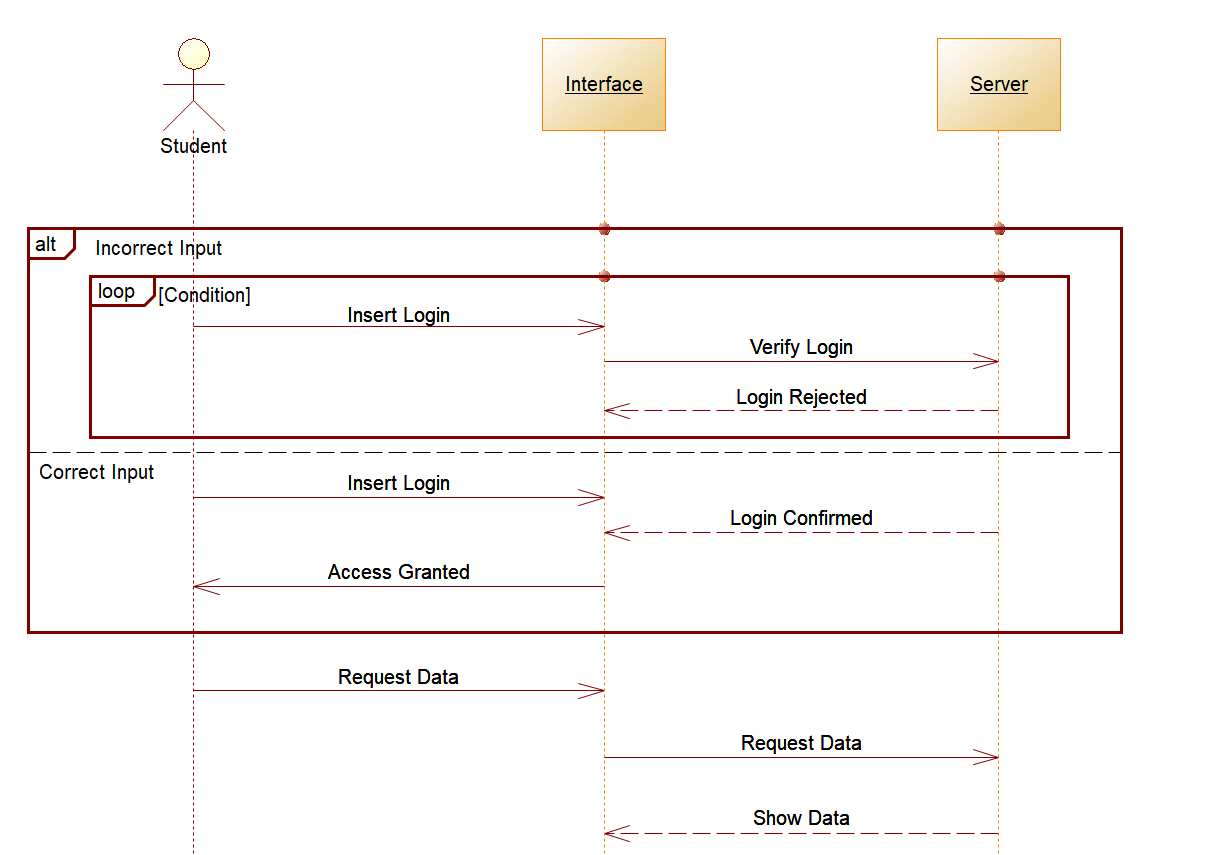 Interface
Server
Student
alt
Incorrect Input
loop
[Condition]
Insert Login
Verify Login
Login Rejected
Correct Input
Insert Login
Login Confirmed
Access Granted
Request Data
Request Data
Show Data